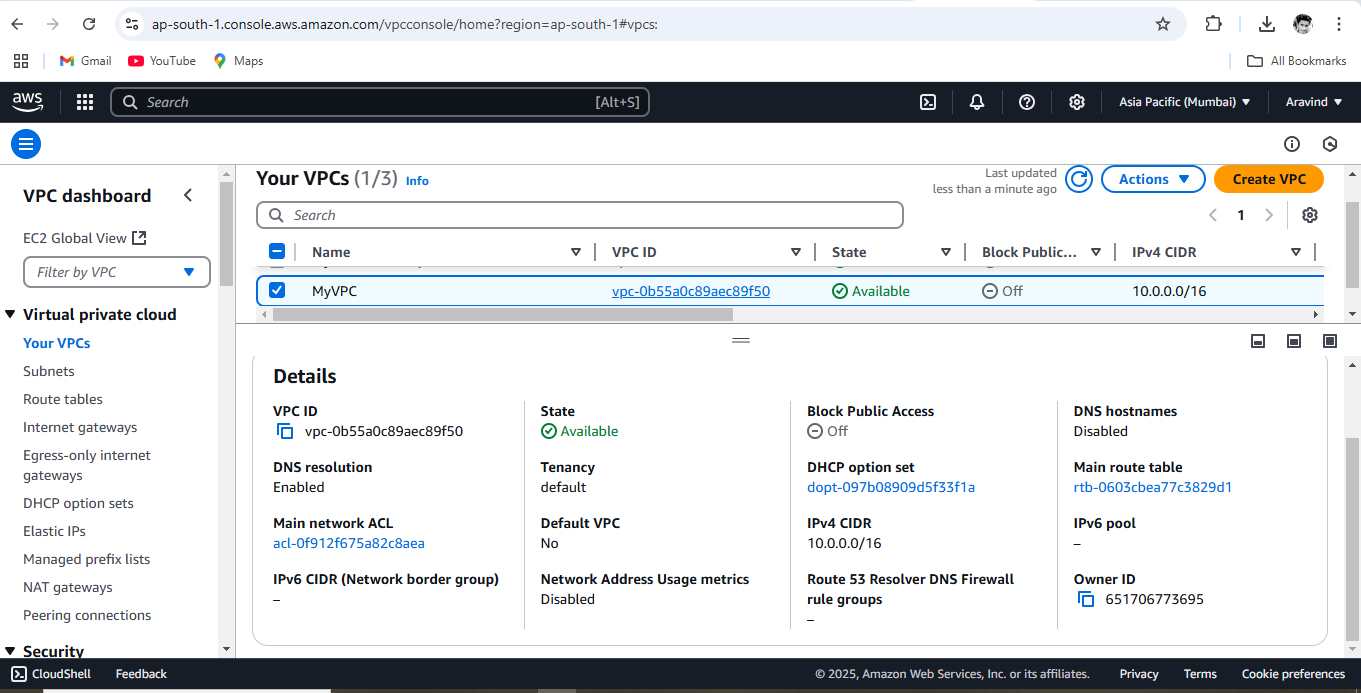 ap-south-1.console.aws.amazon.com/vpcconsole/home?region=ap-south-1#vpcs:
Gmail YouTube Maps All Bookmarks
aws Search [Alt+S] Asia Pacific (Mumbai) Aravind
VPC dashboard
EC2 Global View
Filter by VPC
Virtual private cloud
Your VPCs
Subnets
Route tables
Internet gateways
Egress-only internet
gateways
DHCP option sets
Elastic IPs
Managed prefix lists
NAT gateways
Peering connections
Security
Your VPCs (1/3) Info
Last updated
less than a minute ago
Actions
Create VPC
Search
1
Name VPC ID State Block Public... IPv4 CIDR
MyVPC vpc-0b55a0c89aec89f50 Available Off 10.0.0.0/16
Details
VPC ID
vpc-0b55a0c89aec89f50
State
Available
Block Public Access
Off
DNS hostnames
Disabled
DNS resolution
Enabled
Tenancy
default
DHCP option set
dopt-097b08909d5f33f1a
Main route table
rtb-0603cbea77c3829d1
Main network ACL
acl-0f912f675a82c8aea
Default VPC
No
IPv4 CIDR
10.0.0.0/16
IPv6 pool
–
IPv6 CIDR (Network border group)
–
Network Address Usage metrics
Disabled
Route 53 Resolver DNS Firewall
rule groups
–
Owner ID
651706773695
CloudShell Feedback © 2025, Amazon Web Services, Inc. or its affiliates. Privacy Terms Cookie preferences